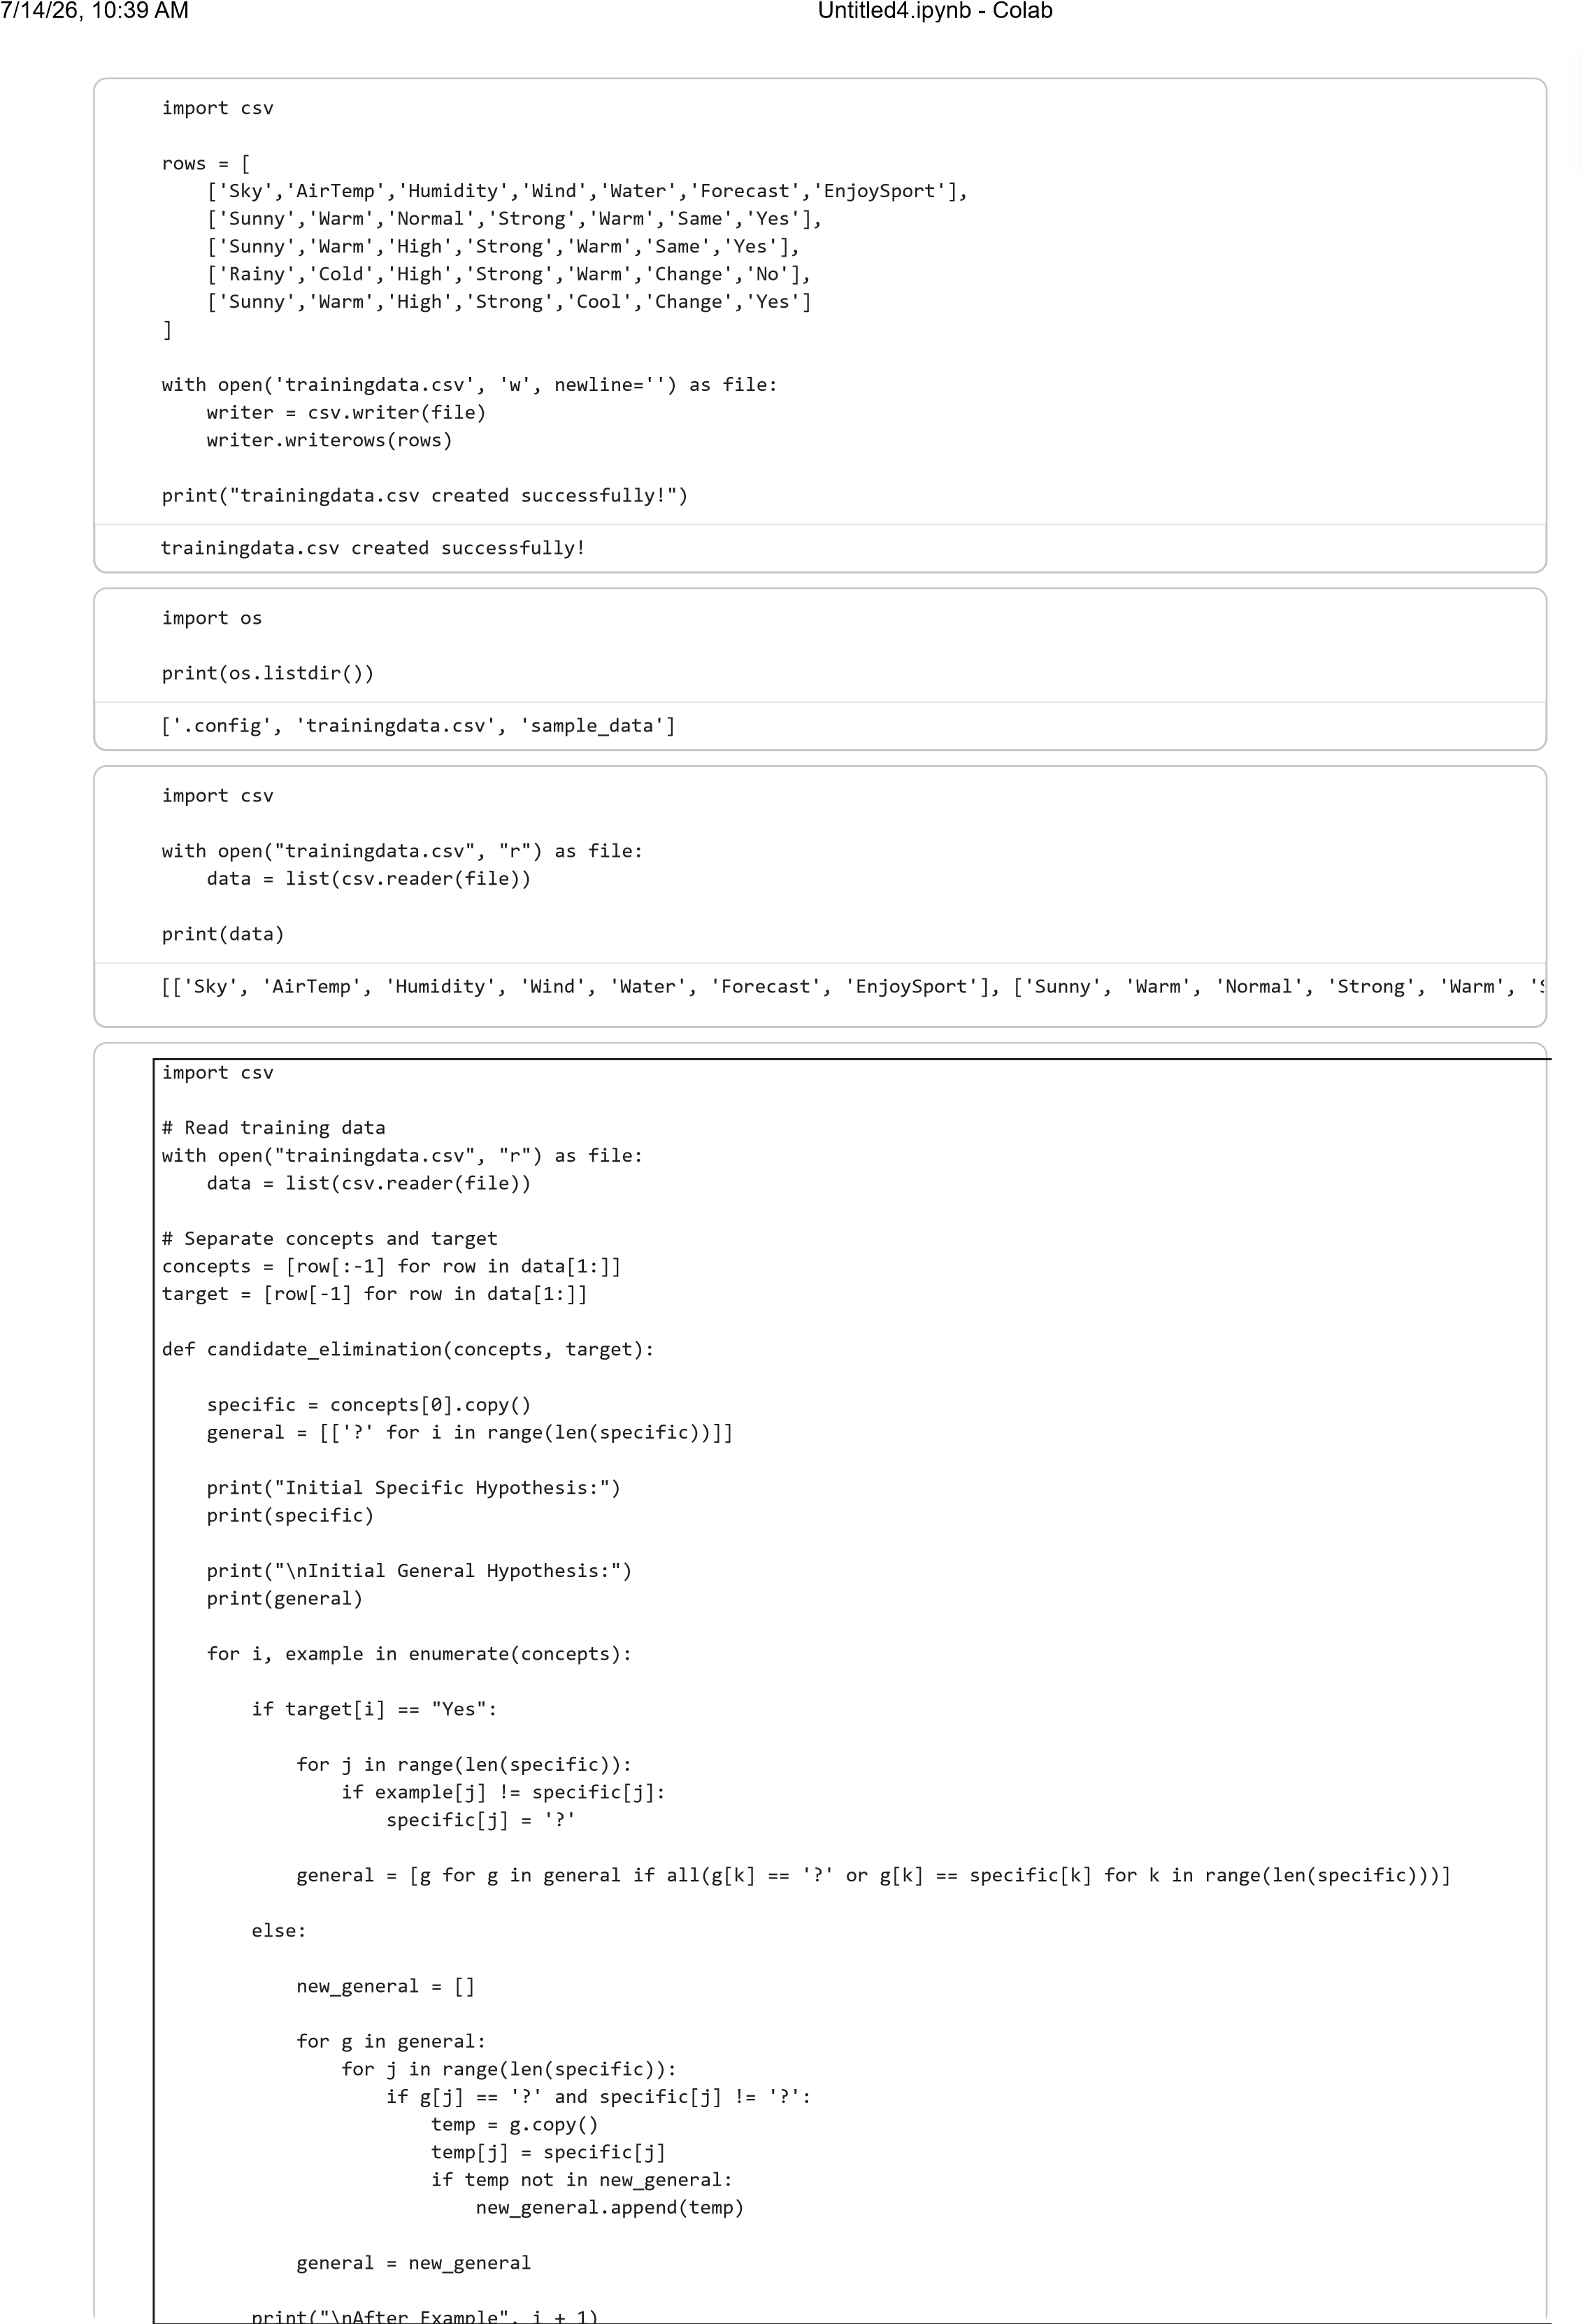 7/14/26, 10:39 AM
Untitled4.ipynb - Colab
import csv
rows = [
['Sky','AirTemp','Humidity','Wind','Water','Forecast','EnjoySport'],
['Sunny','Warm','Normal','Strong','Warm','Same','Yes'],
['Sunny','Warm','High','Strong','Warm','Same','Yes'],
['Rainy','Cold','High','Strong','Warm','Change','No'],
['Sunny','Warm','High','Strong','Cool','Change','Yes']
]
with open('trainingdata.csv', 'w', newline='') as file:
writer = csv.writer(file)
writer.writerows(rows)
print("trainingdata.csv created successfully!")
trainingdata.csv created successfully!
import os
print(os.listdir())
['.config', 'trainingdata.csv', 'sample_data']
import csv
with open("trainingdata.csv", "r") as file:
data = list(csv.reader(file))
print(data)
[['Sky', 'AirTemp', 'Humidity', 'Wind', 'Water', 'Forecast', 'EnjoySport'], ['Sunny', 'Warm', 'Normal', 'Strong', 'Warm',
import csv
# Read training data
with open("trainingdata.csv", "r") as file:
data = list(csv.reader(file))
# Separate concepts and target
concepts = [row[:-1] for row in data[1:]]
target = [row[-1] for row in data[1:]]
def candidate_elimination(concepts, target):
specific = concepts[0].copy()
general = [['?' for i in range(len(specific))]]
print("Initial Specific Hypothesis:")
print(specific)
print("\nInitial General Hypothesis:")
print(general)
for i, example in enumerate(concepts):
if target[i] == "Yes":
for j in range(len(specific)):
if example[j] != specific[j]:
specific[j] = '?'
general = [g for g in general if all(g[k] == '?' or g[k] == specific[k] for k in range(len(specific)))]
else:
new_general = []
for g in general:
for j in range(len(specific)):
if g[j] == '?' and specific[j] != '?':
temp = g.copy()
temp[j] = specific[j]
if temp not in new_general:
new_general.append(temp)
general = new_general
print("\nAfter Example", i + 1)